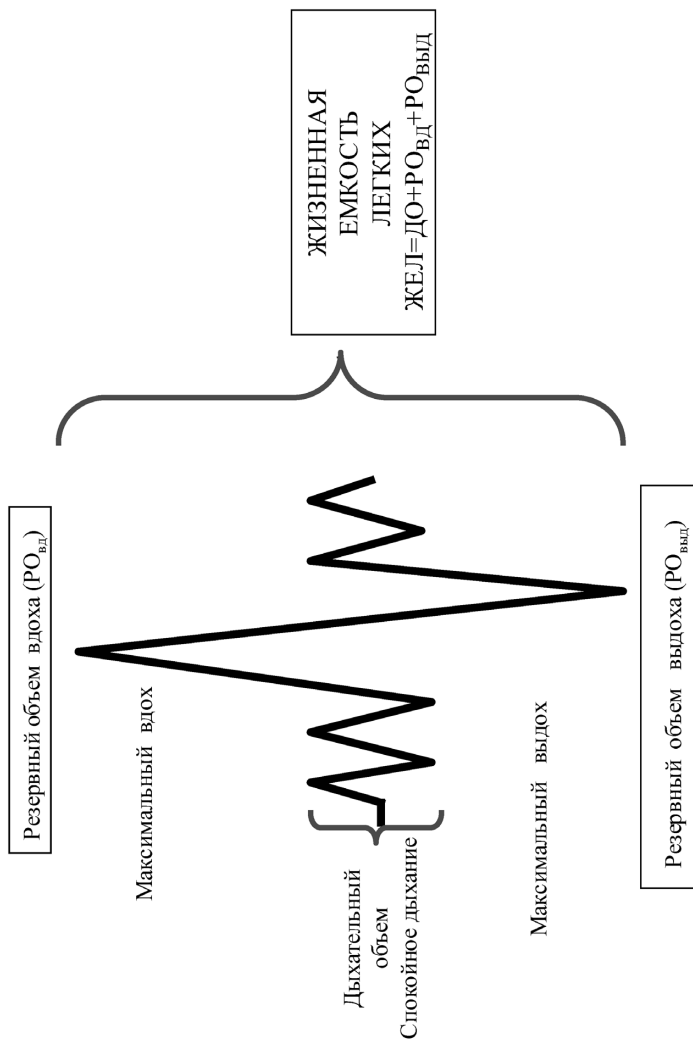 Резервный объем вдоха (РОвд)
Максимальный вдох
Дыхательный
объем
Спокойное дыхание
Максимальный выдох
Резервный объем выдоха (РОвыд)
ЖИЗНЕННАЯ
ЕМКОСТЬ
ЛЕГКИХ
ЖЕЛ=ДО+РОВД+РОВЫД